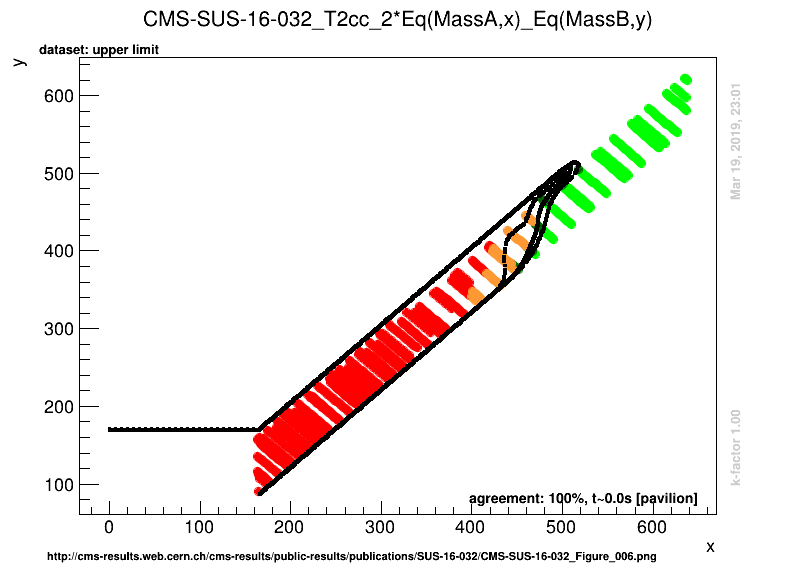 CMS-SUS-16-032_T2cc_2*Eq(MassA,x)_Eq(MassB,y)
dataset: upper limit
y
600
500
400
300
200
100
0
100
200
300
400
500
600
x
agreement: 100%, t~0.0s [pavilion]
Mar 19, 2019, 23:01
k-factor 1.00
http://cms-results.web.cern.ch/cms-results/public-results/publications/SUS-16-032/CMS-SUS-16-032_Figure_006.png